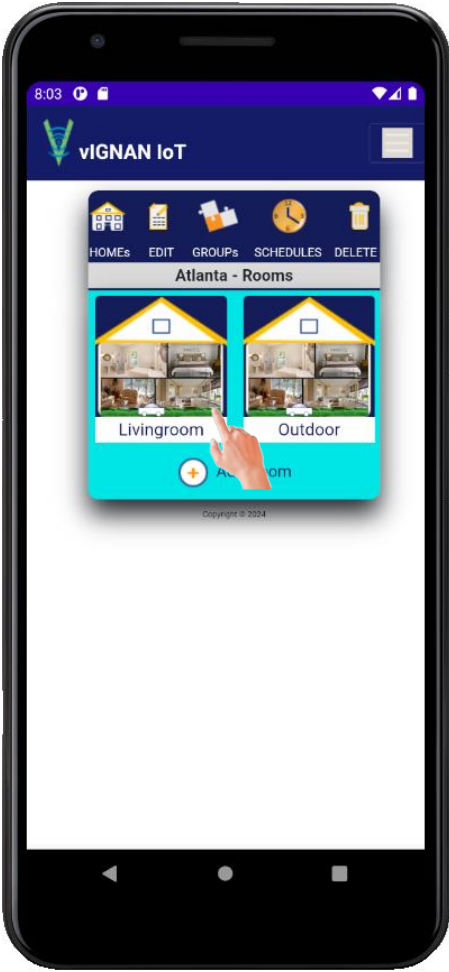 8:03
vIGNAN IoT
HOMEs EDIT GROUPs SCHEDULES DELETE
Atlanta - Rooms
Livingroom Outdoor
Copyright © 2024